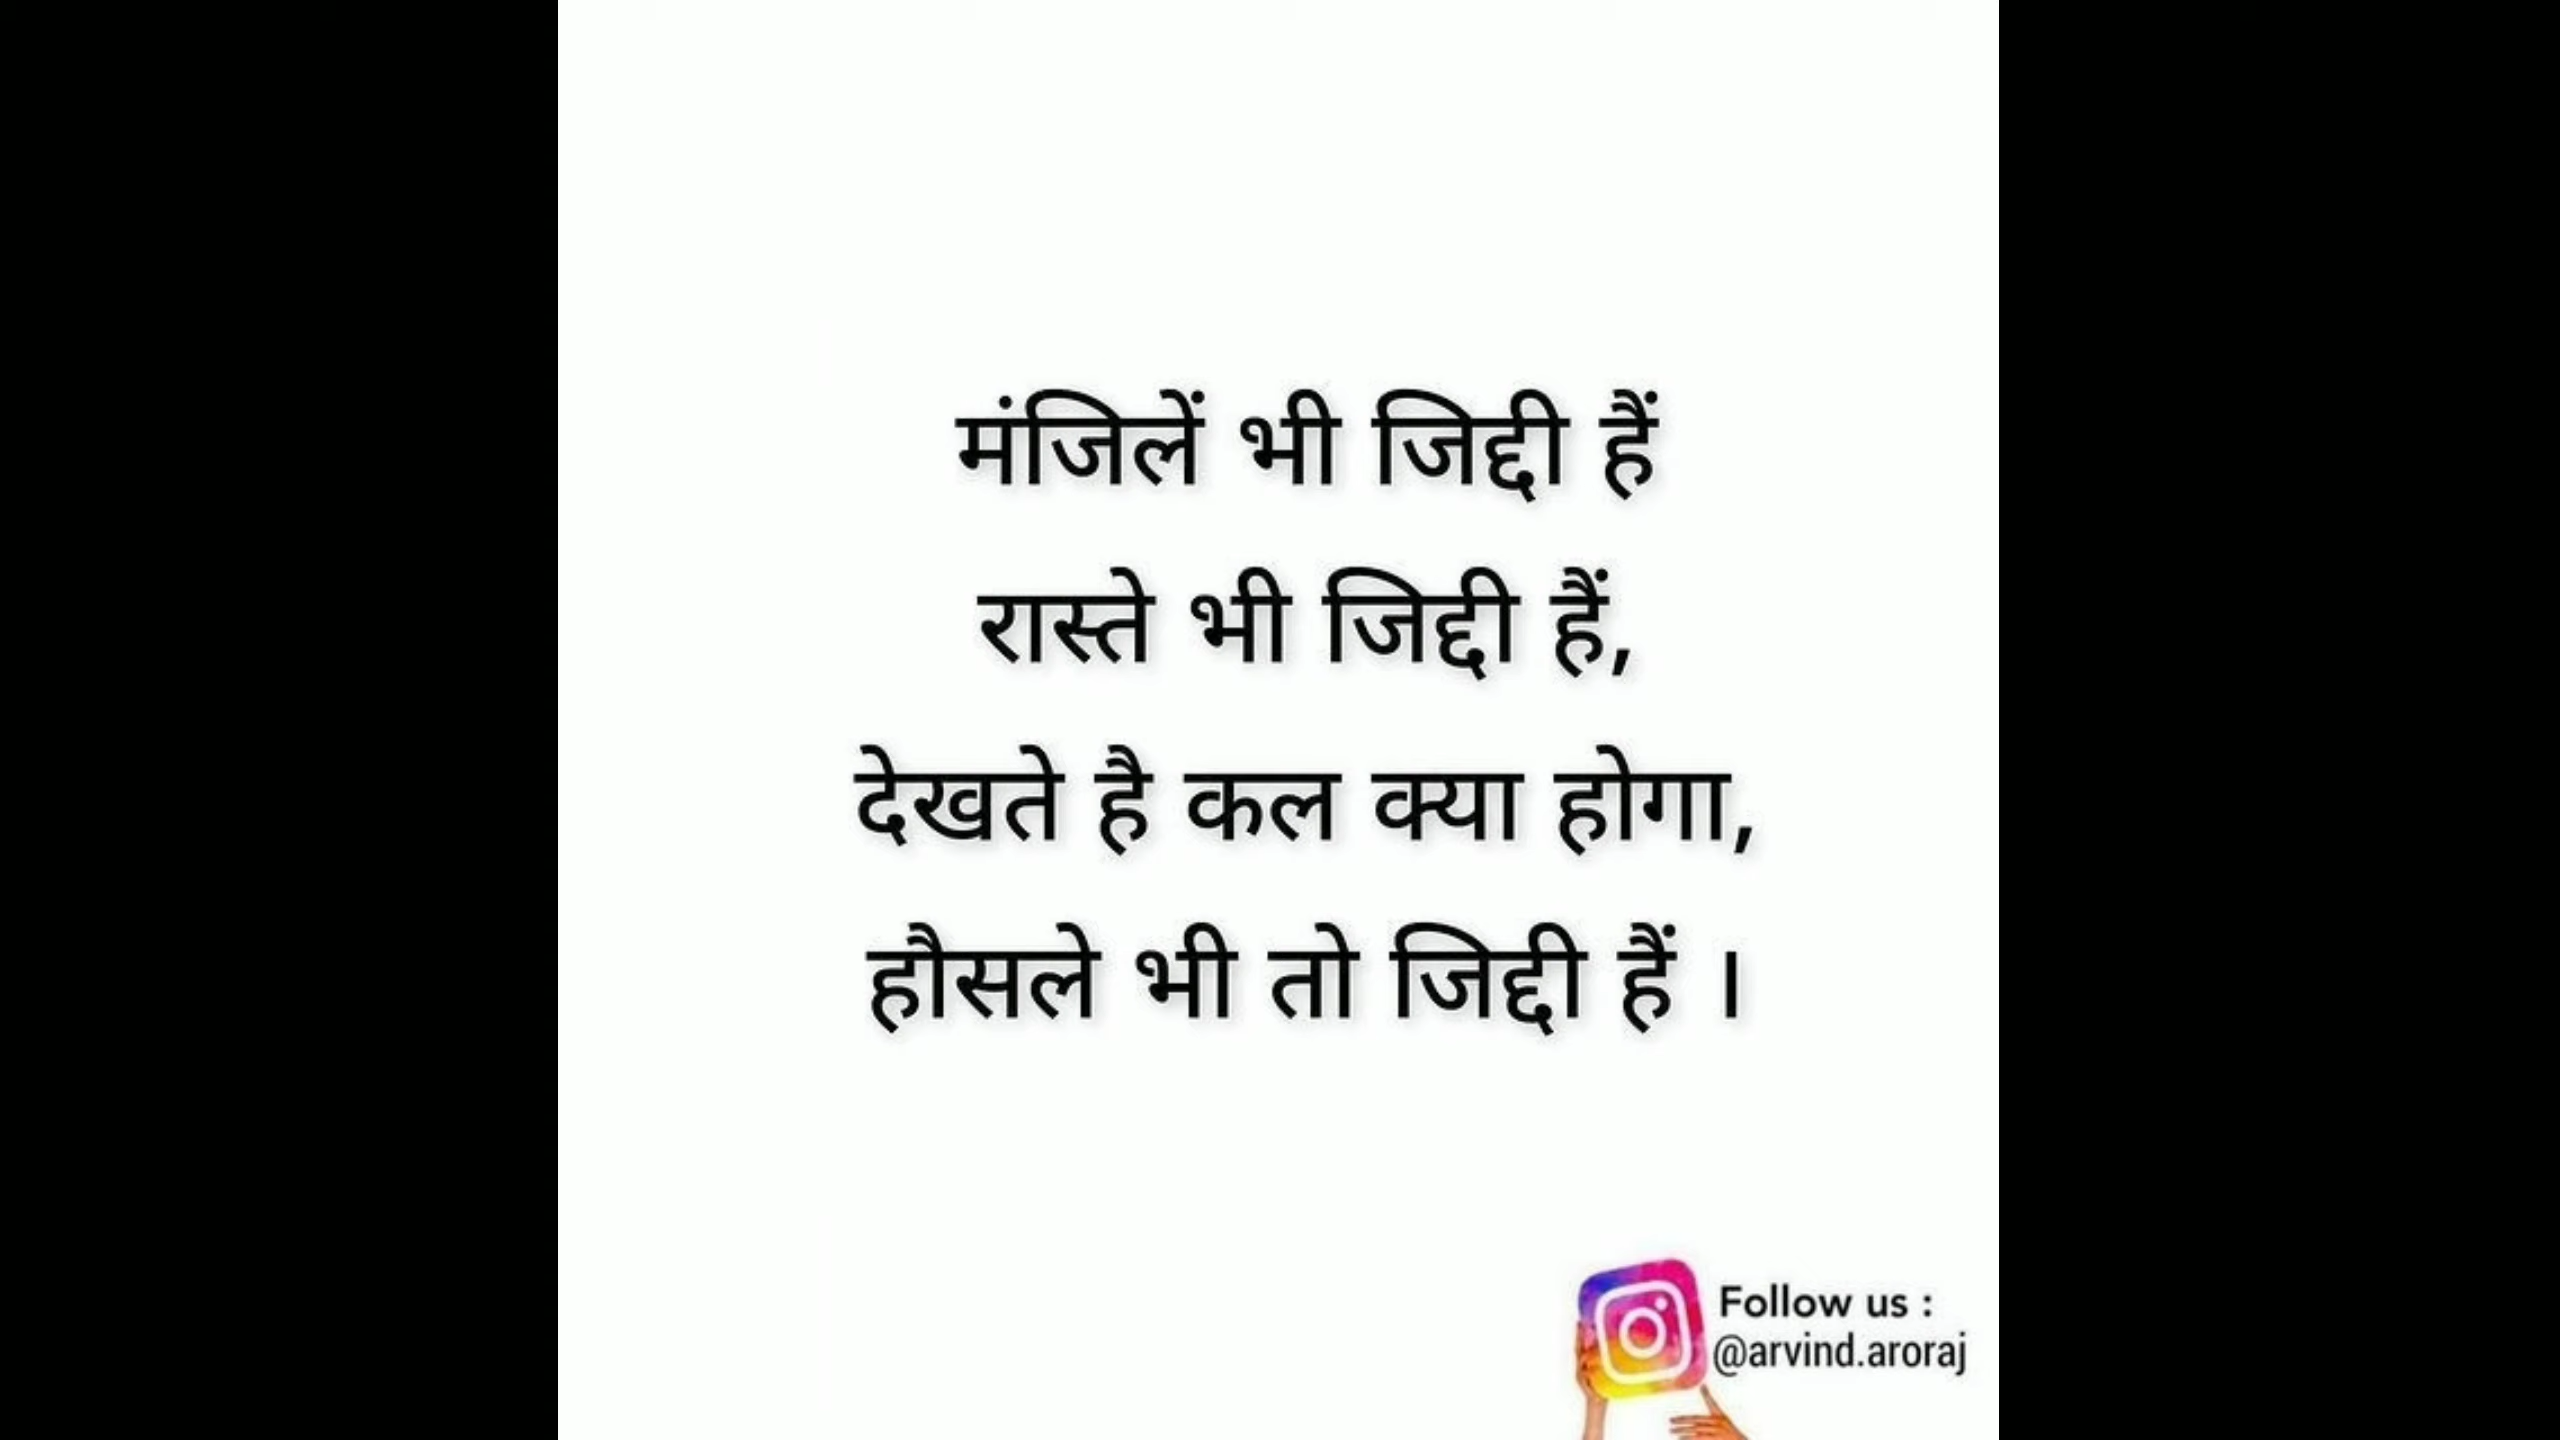 मंजिलें भी जिद्दी हैं
रास्ते भी जिद्दी हैं,
देखते है कल क्या होगा,
हौसले भी तो जिद्दी हैं ।
Follow us :
@arvind.aroraj